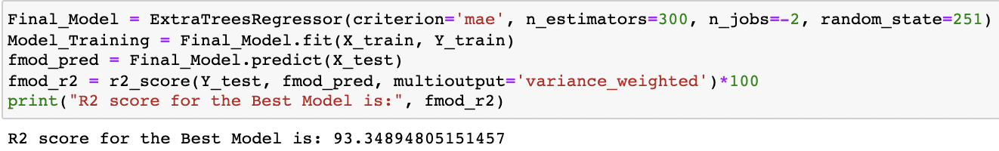 Final_Model = ExtraTreesRegressor(criterion='mae', n_estimators=300, n_jobs=-2, random_state=251)
Model_Training = Final_Model.fit(X_train, Y_train)
fmod_pred = Final_Model.predict(X_test)
fmod_r2 = r2_score(Y_test, fmod_pred, multioutput='variance_weighted')*100
print("R2 score for the Best Model is:", fmod_r2)
R2 score for the Best Model is: 93.34894805151457